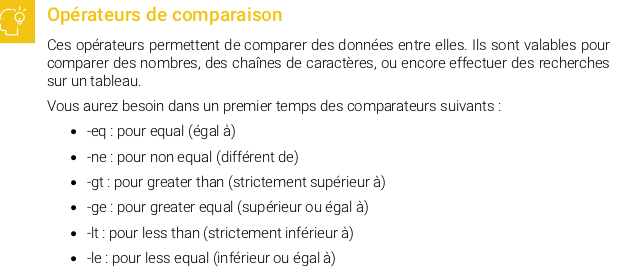 Opérateurs de comparaison
Ces opérateurs permettent de comparer des données entre elles. Ils sont valables pour
comparer des nombres, des chaînes de caractères, ou encore effectuer des recherches
sur un tableau.
Vous aurez besoin dans un premier temps des comparateurs suivants :
• -eq : pour equal (égal à)
• -ne : pour non equal (différent de)
• -gt : pour greater than (strictement supérieur à)
• -ge : pour greater equal (supérieur ou égal à)
• -lt : pour less than (strictement inférieur à)
• -le : pour less equal (inférieur ou égal à)